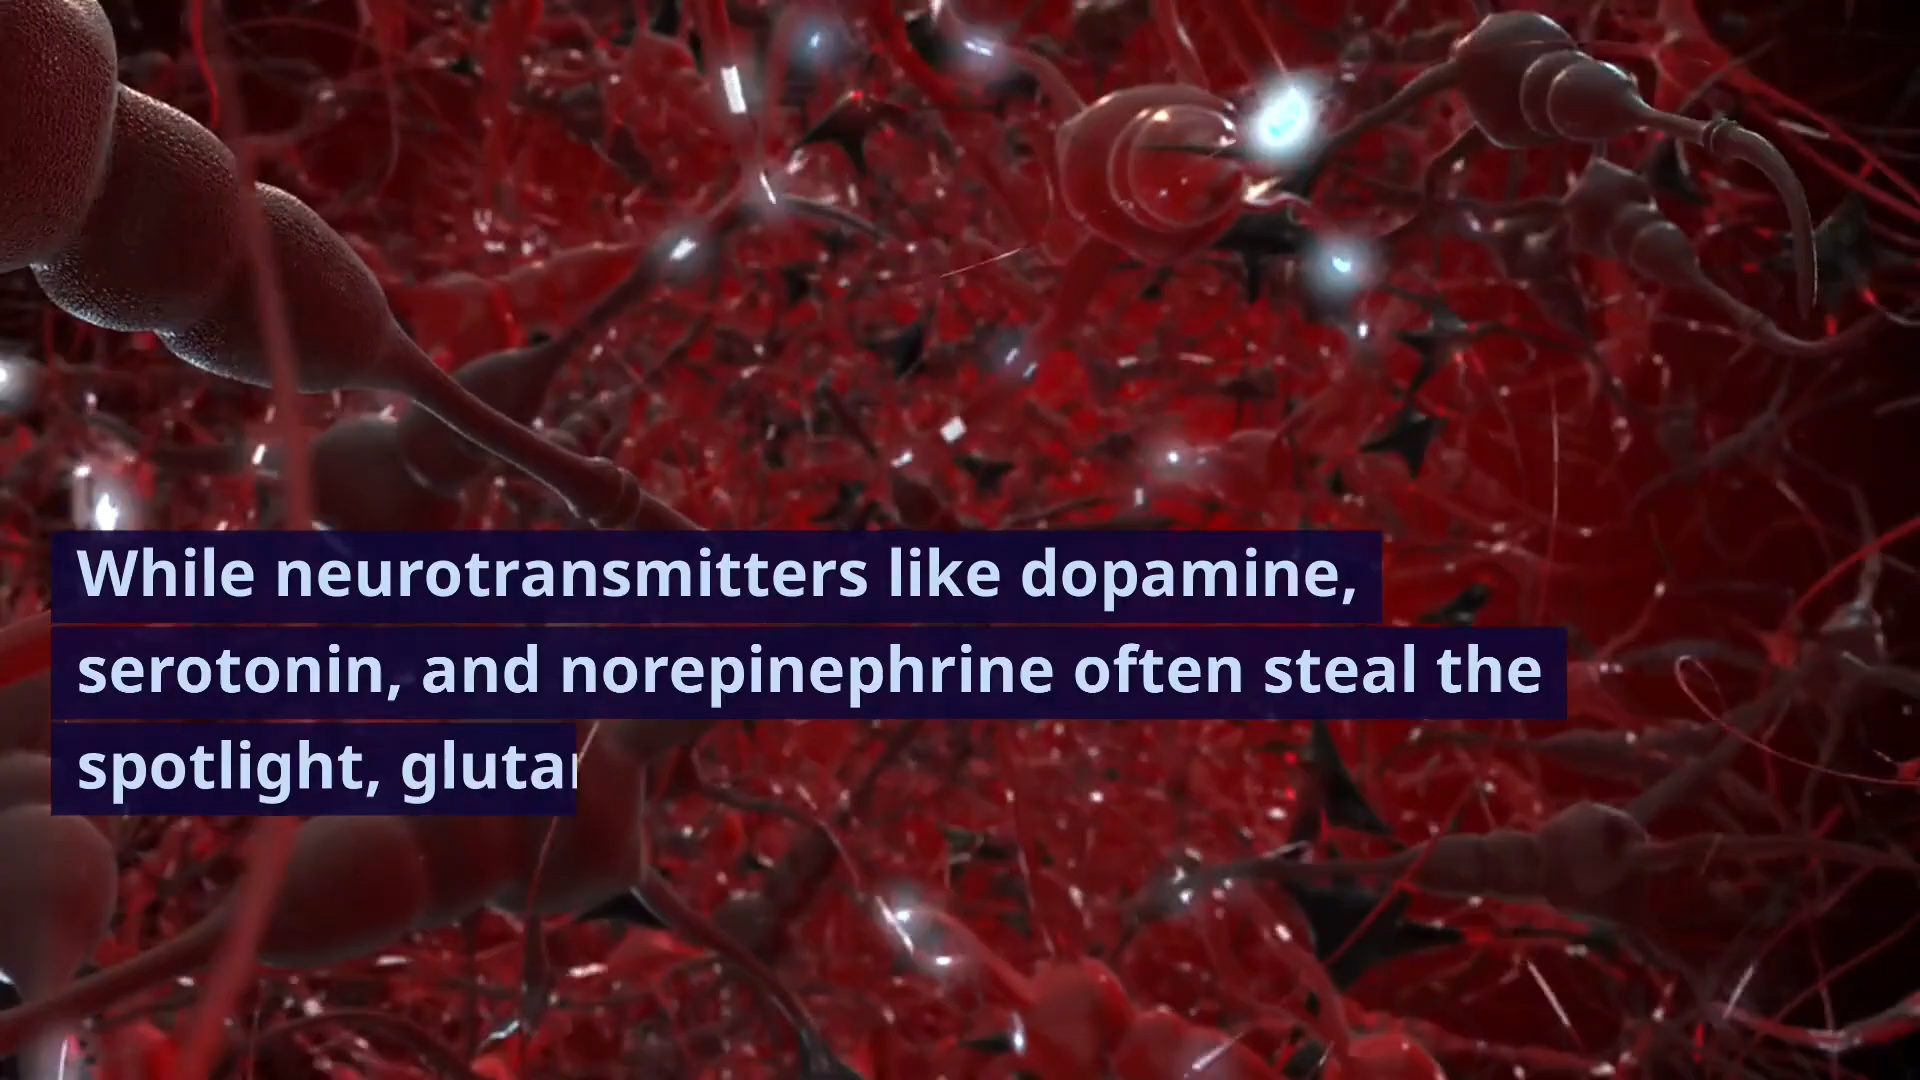 While neurotransmitters like dopamine,
serotonin, and norepinephrine often steal the
spotlight,